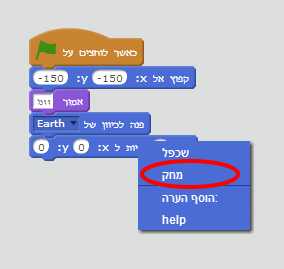 כאשר לוחצים על
קפוץ אל x: -150 y: -150
אמור
פנה לכיוון של Earth
ות ל x: 0 y: 0
שכפל
מחק
הוסף הערה:
help